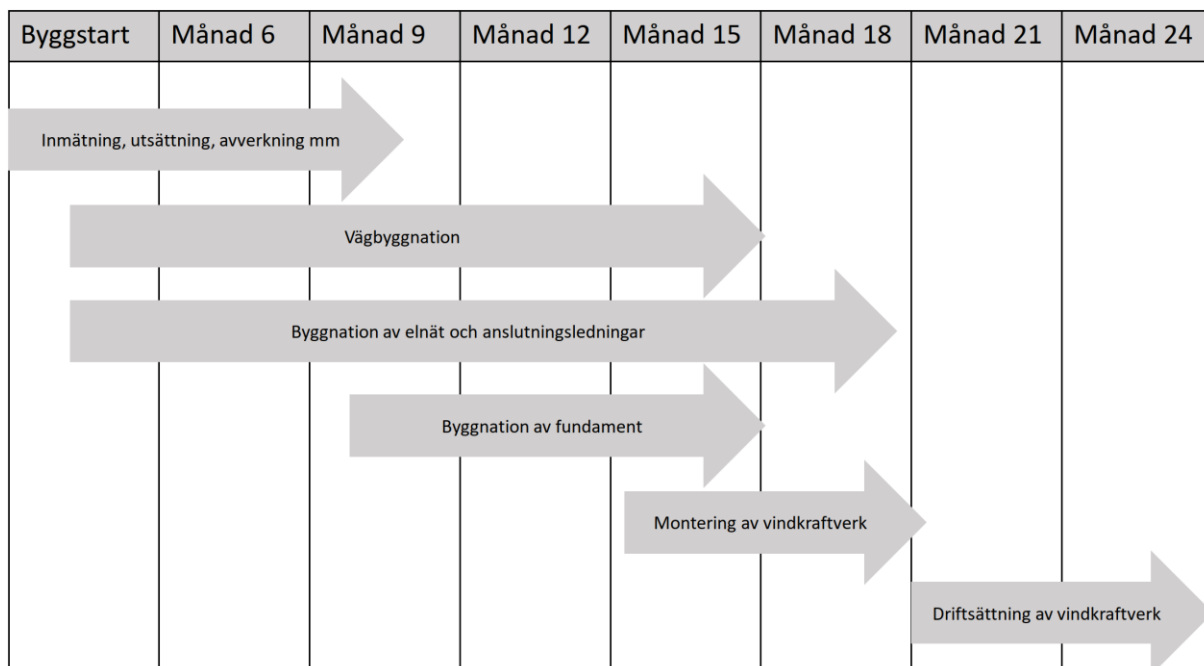 Byggstart Månad 6 Månad 9 Månad 12 Månad 15 Månad 18 Månad 21 Månad 24
Inmätning, utsättning, avverkning mm
Vägbyggnation
Byggnation av elnät och anslutningsledningar
Byggnation av fundament
Montering av vindkraftverk
Driftsättning av vindkraftverk